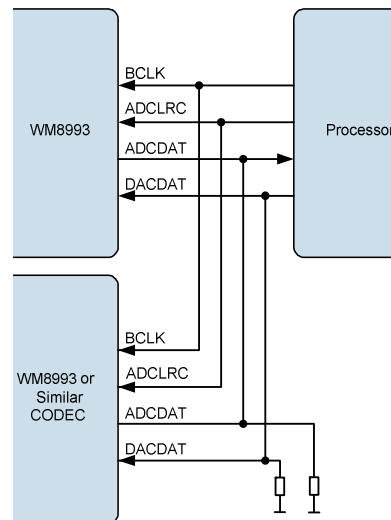 BCLK
ADCLRC
WM8993
Processor
ADCDAT
DACDAT
BCLK
WM8993 or
Similar
CODEC
ADCLRC
ADCDAT
DACDAT